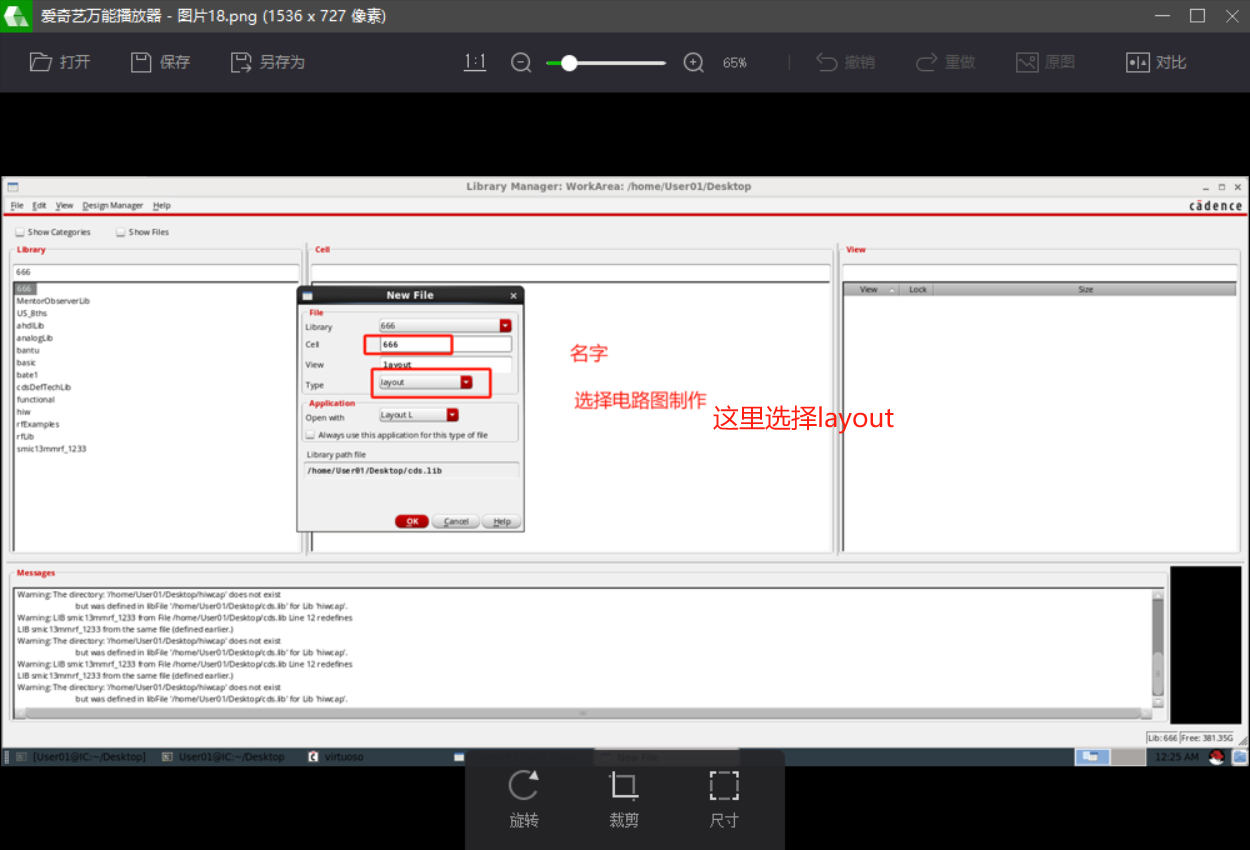 爱奇艺万能播放器 - 图片18.png (1536 x 727 像素)
打开 保存 另存为 1:1 65% 撤销 重做 原图 对比
Library Manager: WorkArea: /home/User01/Desktop
File Edit View Design Manager Help
cādence
Show Categories Show Files
Library
666
666
MentorObserverLib
US_8ths
ahdlLib
analogLib
bantu
basic
bate1
cdsDefTechLib
functional
hiw
rfExamples
rfLib
smic13mmrf_1233
Cell
View
View Lock Size
New File
File
Library 666
Cell 666
View layout
Type layout
Application
Open with Layout L
Always use this application for this type of file
Library path file
/home/User01/Desktop/cds.lib
OK Cancel Help
名字
选择电路图制作
这里选择layout
Messages
Warning: The directory: '/home/User01/Desktop/hiwcap' does not exist
but was defined in libFile '/home/User01/Desktop/cds.lib' for Lib 'hiwcap'.
Warning: LIB smic13mmrf_1233 from File /home/User01/Desktop/cds.lib Line 12 redefines
LIB smic13mmrf_1233 from the same file (defined earlier.)
Warning: The directory: '/home/User01/Desktop/hiwcap' does not exist
but was defined in libFile '/home/User01/Desktop/cds.lib' for Lib 'hiwcap'.
Warning: LIB smic13mmrf_1233 from File /home/User01/Desktop/cds.lib Line 12 redefines
LIB smic13mmrf_1233 from the same file (defined earlier.)
Warning: The directory: '/home/User01/Desktop/hiwcap' does not exist
but was defined in libFile '/home/User01/Desktop/cds.lib' for Lib 'hiwcap'.
Lib: 666 Free: 381.35G
[User01@IC:~/Desktop] User01@IC:~/Desktop virtuoso New File 12:25 AM
旋转 裁剪 尺寸